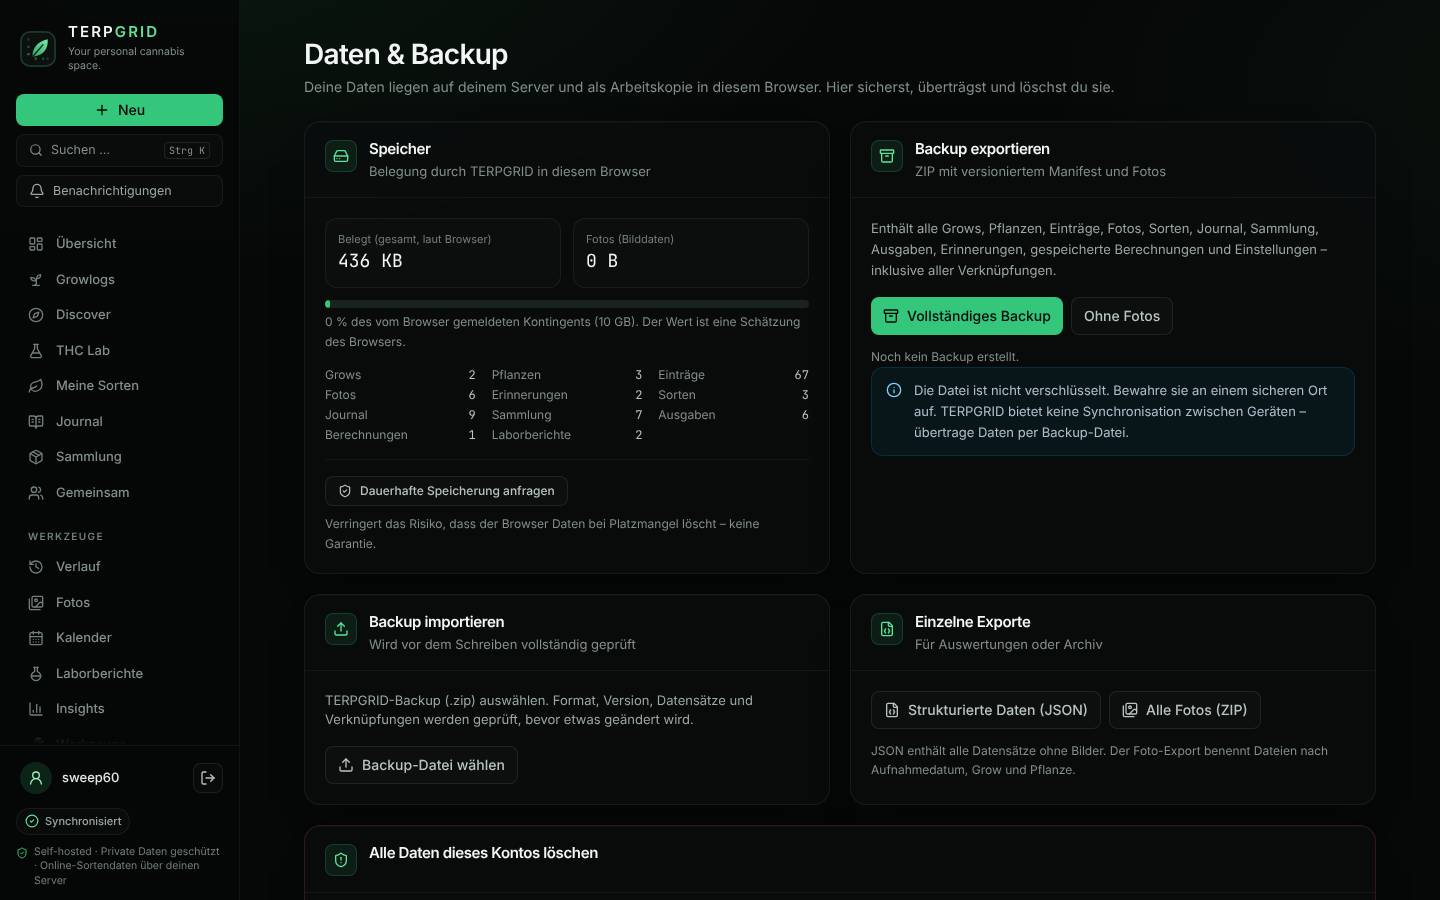 TERPGRID
Your personal cannabis
space.
Neu
Suchen ... Strg K
Benachrichtigungen
Übersicht
Growlogs
Discover
THC Lab
Meine Sorten
Journal
Sammlung
Gemeinsam
WERKZEUGE
Verlauf
Fotos
Kalender
Laborberichte
Insights
sweep60
Synchronisiert
Self-hosted · Private Daten geschützt
· Online-Sortendaten über deinen
Server
Daten & Backup
Deine Daten liegen auf deinem Server und als Arbeitskopie in diesem Browser. Hier sicherst, überträgst und löschst du sie.
Speicher
Belegung durch TERPGRID in diesem Browser
Belegt (gesamt, laut Browser)
436 KB
Fotos (Bilddaten)
0 B
0 % des vom Browser gemeldeten Kontingents (10 GB). Der Wert ist eine Schätzung
des Browsers.
Grows 2 Pflanzen 3 Einträge 67
Fotos 6 Erinnerungen 2 Sorten 3
Journal 9 Sammlung 7 Ausgaben 6
Berechnungen 1 Laborberichte 2
Dauerhafte Speicherung anfragen
Verringert das Risiko, dass der Browser Daten bei Platzmangel löscht – keine
Garantie.
Backup exportieren
ZIP mit versioniertem Manifest und Fotos
Enthält alle Grows, Pflanzen, Einträge, Fotos, Sorten, Journal, Sammlung,
Ausgaben, Erinnerungen, gespeicherte Berechnungen und Einstellungen –
inklusive aller Verknüpfungen.
Vollständiges Backup Ohne Fotos
Noch kein Backup erstellt.
Die Datei ist nicht verschlüsselt. Bewahre sie an einem sicheren Ort
auf. TERPGRID bietet keine Synchronisation zwischen Geräten –
übertrage Daten per Backup-Datei.
Backup importieren
Wird vor dem Schreiben vollständig geprüft
TERPGRID-Backup (.zip) auswählen. Format, Version, Datensätze und
Verknüpfungen werden geprüft, bevor etwas geändert wird.
Backup-Datei wählen
Einzelne Exporte
Für Auswertungen oder Archiv
Strukturierte Daten (JSON) Alle Fotos (ZIP)
JSON enthält alle Datensätze ohne Bilder. Der Foto-Export benennt Dateien nach
Aufnahmedatum, Grow und Pflanze.
Alle Daten dieses Kontos löschen